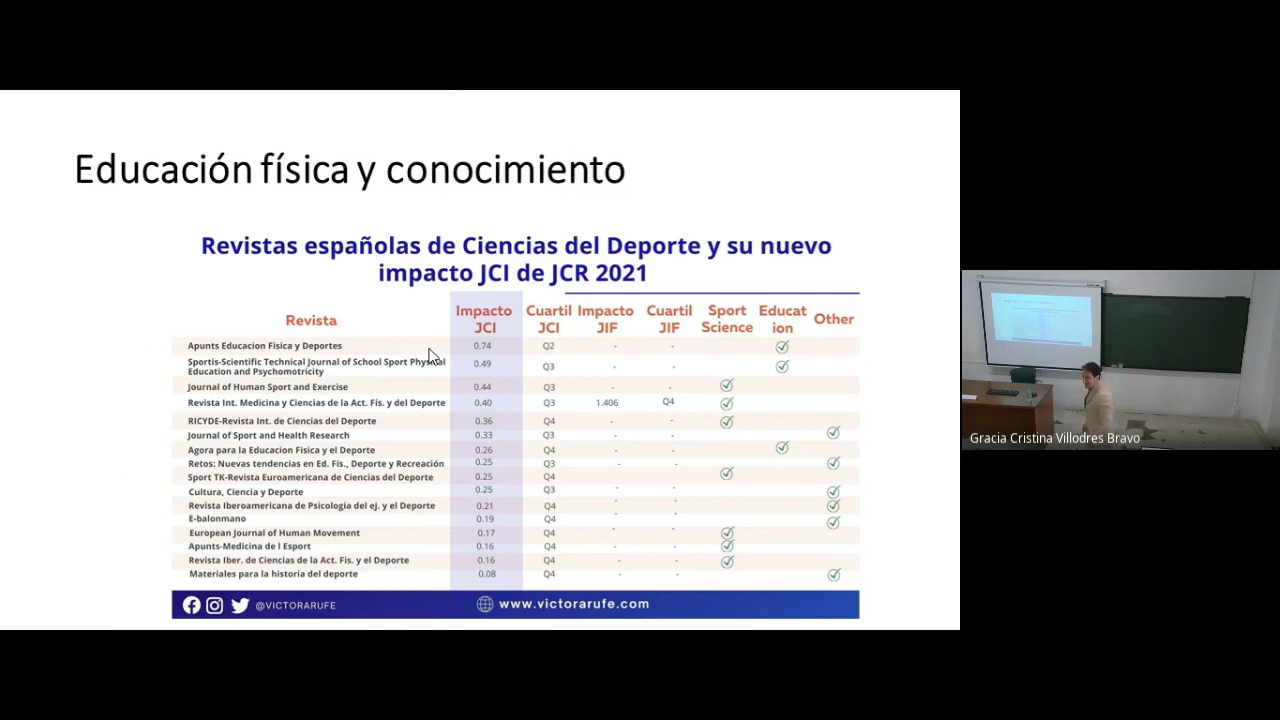 Educación física y conocimiento
Revistas españolas de Ciencias del Deporte y su nuevo
impacto JCI de JCR 2021
Revista Impacto JCI Cuartil JCI Impacto JIF Cuartil JIF Sport Science Educat ion Other
Apunts Educacion Fisica y Deportes 0.74 Q2 - -
Sportis-Scientific Technical Journal of School Sport Physical
Education and Psychomotricity 0.49 Q3 - -
Journal of Human Sport and Exercise 0.44 Q3 - -
Revista Int. Medicina y Ciencias de la Act. Fís. y del Deporte 0.40 Q3 1.406 Q4
RICYDE-Revista Int. de Ciencias del Deporte 0.36 Q4 - -
Journal of Sport and Health Research 0.33 Q3 - -
Agora para la Educacion Fisica y el Deporte 0.26 Q4 - -
Retos: Nuevas tendencias en Ed. Fís., Deporte y Recreación 0.25 Q3 - -
Sport TK-Revista Euroamericana de Ciencias del Deporte 0.25 Q4
Cultura, Ciencia y Deporte 0.25 Q3 - -
Revista Iberoamericana de Psicologia del ej. y el Deporte 0.21 Q4 - -
E-balonmano 0.19 Q4 - -
European Journal of Human Movement 0.17 Q4 - -
Apunts-Medicina de l Esport 0.16 Q4 - -
Revista Iber. de Ciencias de la Act. Fis. y el Deporte 0.16 Q4 - -
Materiales para la historia del deporte 0.08 Q4 - -
@VICTORARUFE www.victorarufe.com
Gracia Cristina Villodres Bravo